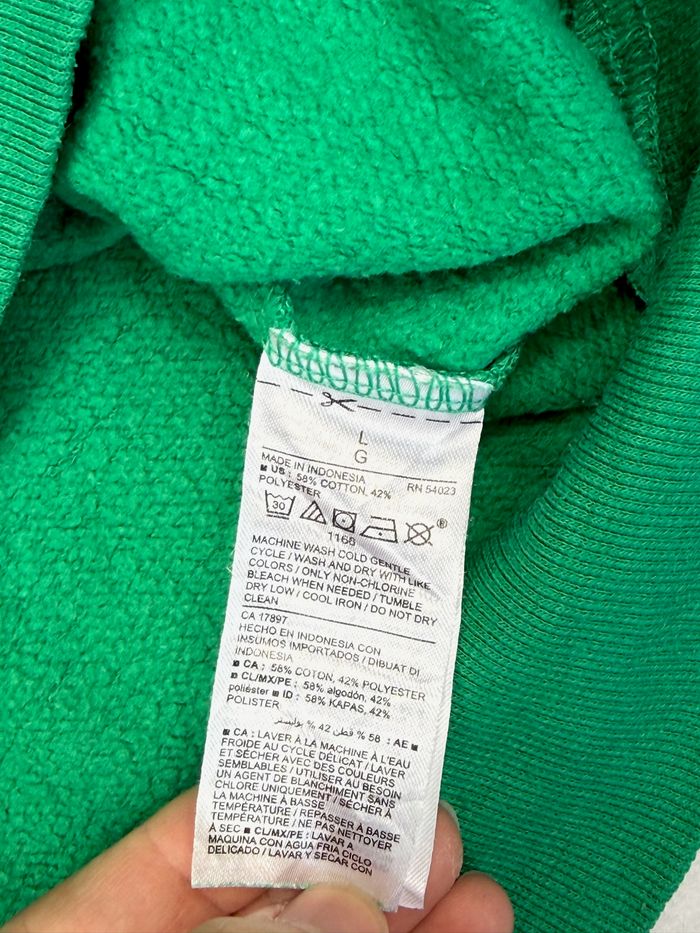 L
G
MADE IN INDONESIA RN 54023
■ US : 58% COTTON, 42%
POLYESTER
30 ®
1168
MACHINE WASH COLD GENTLE
CYCLE / WASH AND DRY WITH LIKE
COLORS / ONLY NON-CHLORINE
BLEACH WHEN NEEDED / TUMBLE
DRY LOW / COOL IRON / DO NOT DRY
CLEAN
CA 17897
HECHO EN INDONESIA CON
INSUMOS IMPORTADOS / DIBUAT DI
INDONESIA
■ CA : 58% COTON, 42% POLYESTER
■ CL/MX/PE : 58% algodón, 42%
poliéster ■ ID : 58% KAPAS, 42%
POLISTER
■ AE : 58 % قطن 42 % بوليستر
■ CA : LAVER À LA MACHINE À L'EAU
FROIDE AU CYCLE DÉLICAT / LAVER
ET SÉCHER AVEC DES COULEURS
SEMBLABLES / UTILISER AU BESOIN
UN AGENT DE BLANCHIMENT SANS
CHLORE UNIQUEMENT / SÉCHER À
LA MACHINE À BASSE
TEMPÉRATURE / REPASSER À BASSE
TEMPÉRATURE / NE PAS NETTOYER
À SEC ■ CL/MX/PE : LAVAR A
MAQUINA CON AGUA FRIA CICLO
DELICADO / LAVAR Y SECAR CON